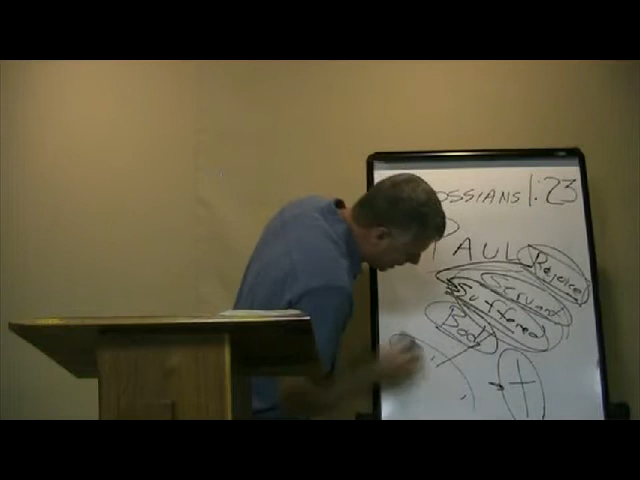 OSSIANS 1:23
PAUL
Rejoice
Servant
Suffered
Body